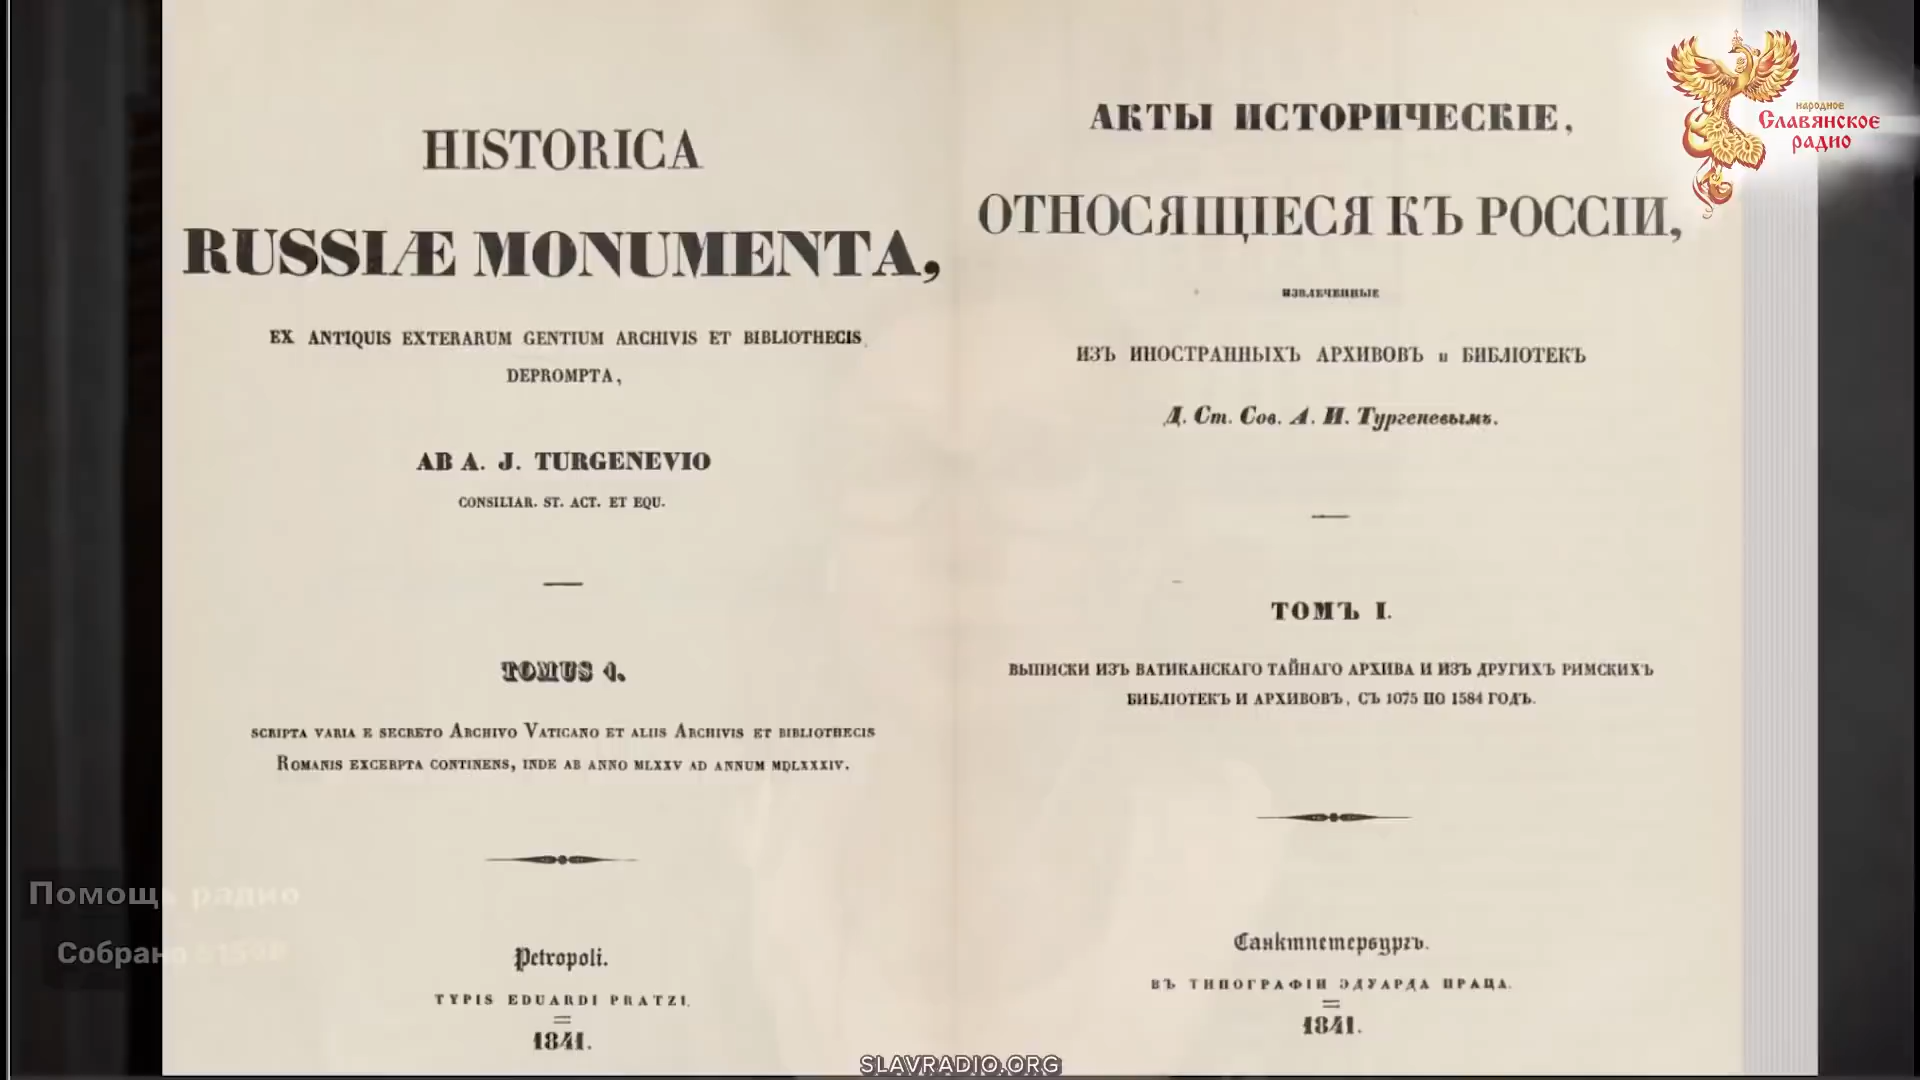 HISTORICA
RUSSIÆ MONUMENTA,
EX ANTIQUIS EXTERARUM GENTIUM ARCHIVIS ET BIBLIOTHECIS
DEPROMPTA,
AB A. J. TURGENEVIO
CONSILIAR. ST. ACT. ET EQU.
TOMUS 1.
SCRIPTA VARIA E SECRETO ARCHIVO VATICANO ET ALIIS ARCHIVIS ET BIBLIOTHECIS
ROMANIS EXCERPTA CONTINENS, INDE AB ANNO MLXXV AD ANNUM MDLXXXIV.
Petropoli.
TYPIS EDUARDI PRATZI.
1841.
АКТЫ ИСТОРИЧЕСКІЕ,
ОТНОСЯЩІЕСЯ КЪ РОССІИ,
ИЗВЛЕЧЕННЫЕ
ИЗЪ ИНОСТРАННЫХЪ АРХИВОВЪ и БИБЛІОТЕКЪ
Д. Ст. Сов. А. И. Тургеневымъ.
ТОМЪ I.
ВЫПИСКИ ИЗЪ ВАТИКАНСКАГО ТАЙНАГО АРХИВА И ИЗЪ ДРУГИХЪ РИМСКИХЪ
БИБЛІОТЕКЪ И АРХИВОВЪ, СЪ 1075 ПО 1584 ГОДЪ.
Санктпетербургъ.
ВЪ ТИПОГРАФІИ ЭДУАРДА ПРАЦА.
1841.
народное
Славянское
радио
Помощь радио
Собрано
SLAVRADIO.ORG